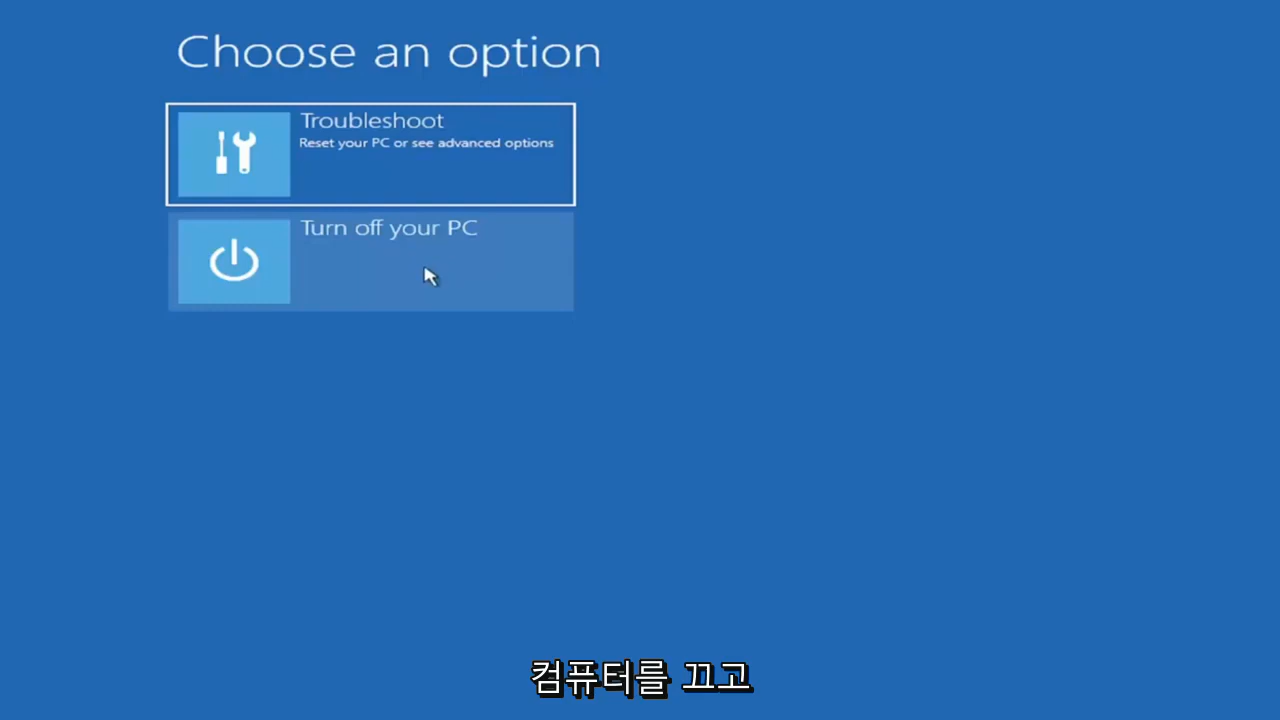 Choose an option
Troubleshoot
Reset your PC or see advanced options
Turn off your PC
컴퓨터를 끄고